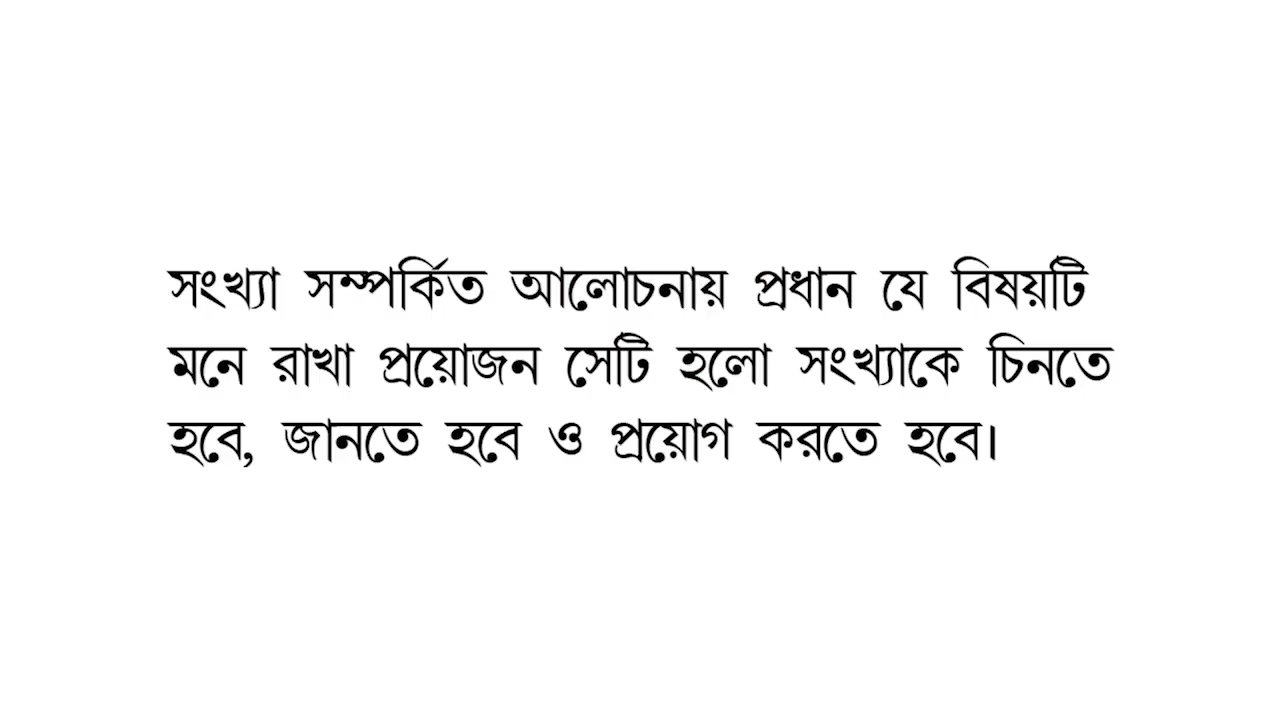 সংখ্যা সম্পর্কিত আলোচনায় প্রধান যে বিষয়টি
মনে রাখা প্রয়োজন সেটি হলো সংখ্যাকে চিনতে
হবে, জানতে হবে ও প্রয়োগ করতে হবে।